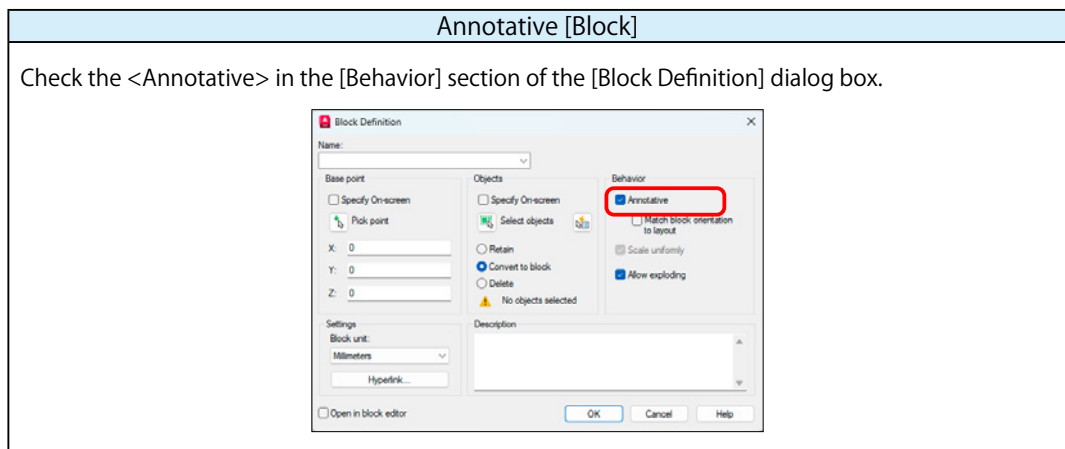 Annotative [Block]
Check the <Annotative> in the [Behavior] section of the [Block Definition] dialog box.
Block Definition
Name:
Base point
Specify On-screen
Pick point
X: 0
Y: 0
Z: 0
Objects
Specify On-screen
Select objects
Retain
Convert to block
Delete
No objects selected
Behavior
Annotative
Match block orientation
to layout
Scale uniformly
Allow exploding
Settings
Block unit:
Millimeters
Hyperlink...
Description
Open in block editor
OK
Cancel
Help